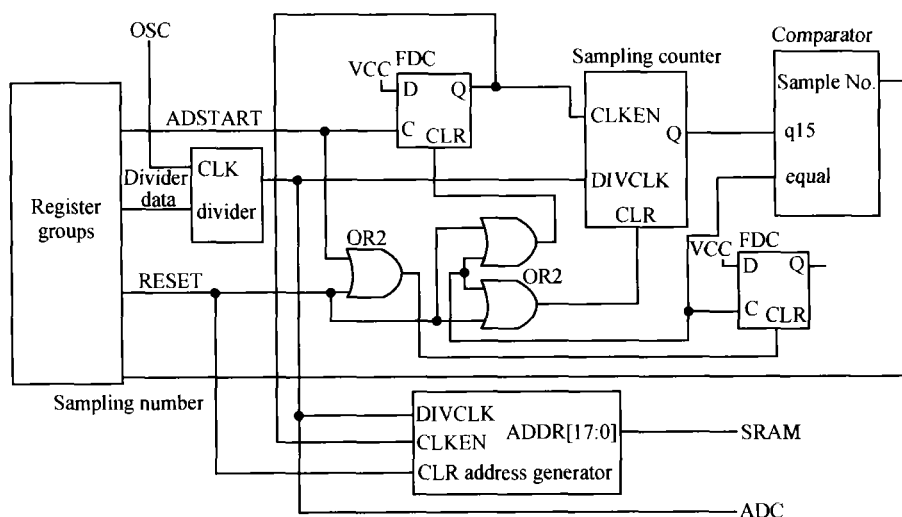 OSC
Comparator
FDC
Sampling counter
VCC
D
Q
Sample No.
ADSTART
C
CLR
CLKEN
Q
q15
CLK
Divider
data
divider
DIVCLK
equal
Register
groups
CLR
OR2
VCC
FDC
D
Q
RESET
OR2
C
CLR
Sampling number
DIVCLK
CLKEN
ADDR[17:0]
SRAM
CLR address generator
ADC